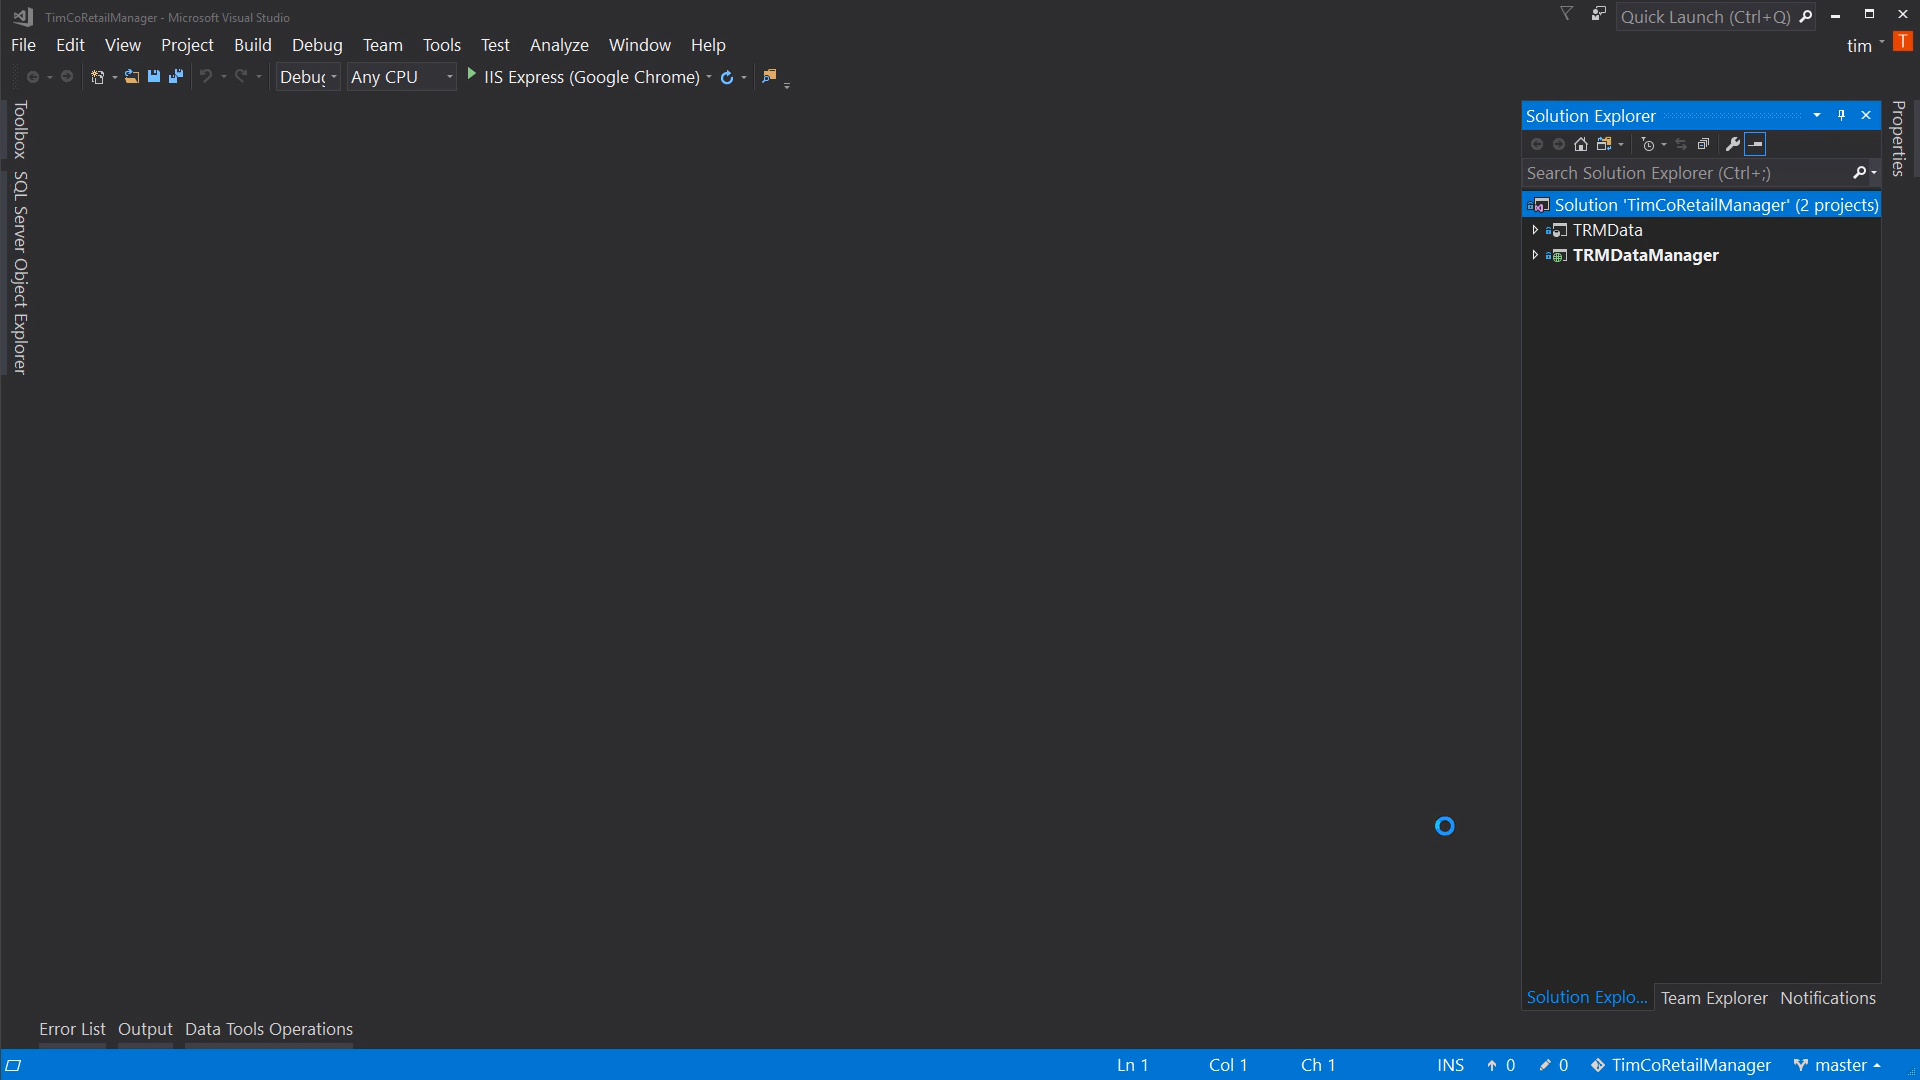 TimCoRetailManager - Microsoft Visual Studio
Quick Launch (Ctrl+Q)
File Edit View Project Build Debug Team Tools Test Analyze Window Help
tim T
Debug Any CPU IIS Express (Google Chrome)
Toolbox
SQL Server Object Explorer
Solution Explorer
Search Solution Explorer (Ctrl+;)
Solution 'TimCoRetailManager' (2 projects)
TRMData
TRMDataManager
Properties
Solution Explo... Team Explorer Notifications
Error List Output Data Tools Operations
Ln 1 Col 1 Ch 1 INS 0 0 TimCoRetailManager master